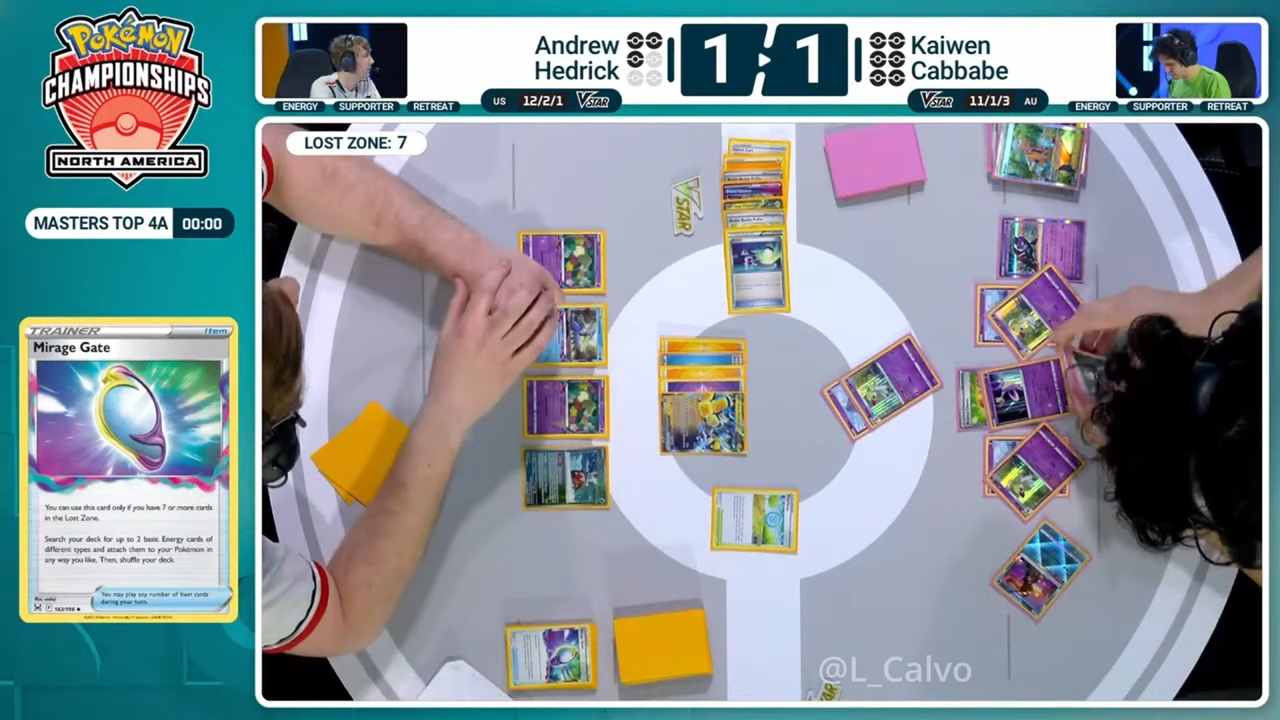 POKéMON
CHAMPIONSHIPS
NORTH AMERICA
MASTERS TOP 4A 00:00
TRAINER Item
Mirage Gate
You can use this card only if you have 7 or more cards
in the Lost Zone.
Search your deck for up to 2 basic Energy cards of
different types and attach them to your Pokémon in
any way you like. Then, shuffle your deck.
You may play any number of Item cards
during your turn.
163/196
Andrew
Hedrick
1 1
Kaiwen
Cabbabe
ENERGY SUPPORTER RETREAT
US 12/2/1 VSTAR
VSTAR 11/1/3 AU
ENERGY SUPPORTER RETREAT
LOST ZONE: 7
VSTAR
@L_Calvo